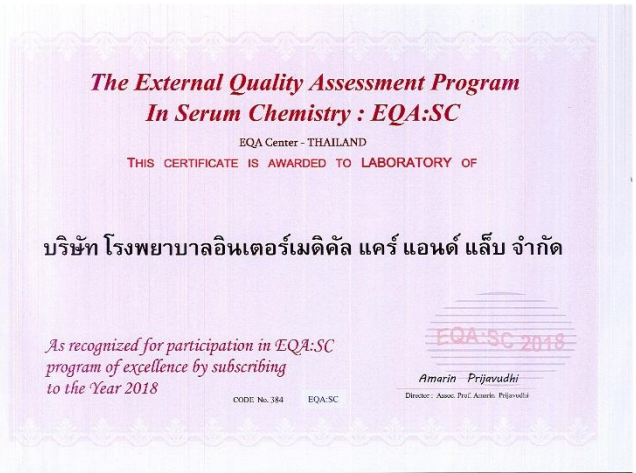 The External Quality Assessment Program
In Serum Chemistry : EQA:SC
EQA Center - THAILAND
THIS CERTIFICATE IS AWARDED TO LABORATORY OF
บริษัท โรงพยาบาลอินเตอร์เมดิคัล แคร์ แอนด์ แล็บ จำกัด
As recognized for participation in EQA:SC
program of excellence by subscribing
to the Year 2018
CODE No. 384 EQA:SC
EQA:SC 2018
Amarin Prijavudhi
Director : Assoc. Prof. Amarin Prijavudhi